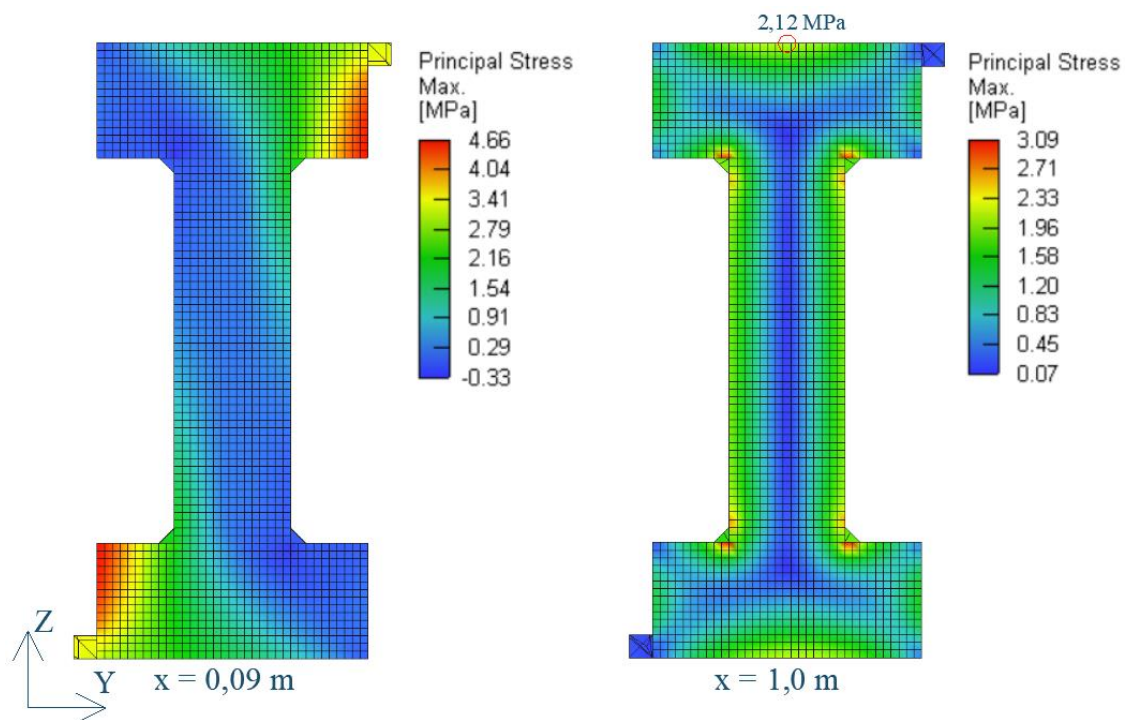 Principal Stress
Max.
[MPa]
4.66
4.04
3.41
2.79
2.16
1.54
0.91
0.29
-0.33
Z
Y
x = 0,09 m
2,12 MPa
Principal Stress
Max.
[MPa]
3.09
2.71
2.33
1.96
1.58
1.20
0.83
0.45
0.07
x = 1,0 m